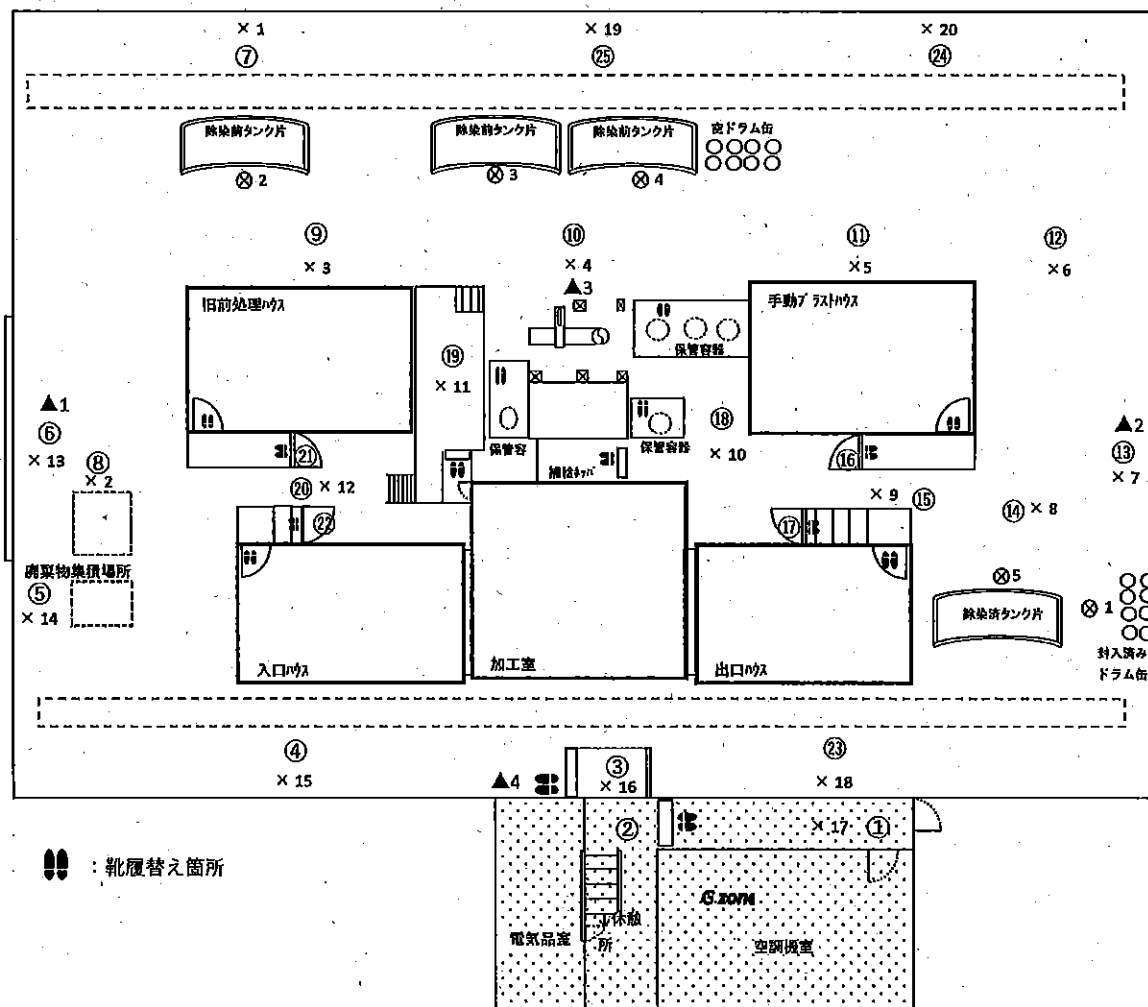 × 1 × 19 × 20
⑦ ㉕ ㉔
除染前タンク片 除染前タンク片 除染前タンク片 空ドラム缶
⊗ 2 ⊗ 3 ⊗ 4
⑨ ⑩ ⑪ ⑫
× 3 × 4 × 5 × 6
▲3
旧前処理ハウス 手動ブラストハウス
保管容器
⑲
× 11
▲1 ⑱ ▲2
⑥ 保管容 保管容器 ⑬
× 13 ⑧ ㉑ × 10 ⑯ × 7
× 2 ⑳ × 12 × 9 ⑮
㉒ ⑰ ⑭ × 8
廃棄物集積場所 ⊗ 5
⑤ ⊗ 1
× 14 除染済タンク片
封入済み
ドラム缶
入口ハウス 加工室 出口ハウス
④ ③ ㉓
× 15 ▲4 × 16 × 18
② × 17 ①
：靴履替え箇所
G zone
休憩
電気品室 所 空調機室